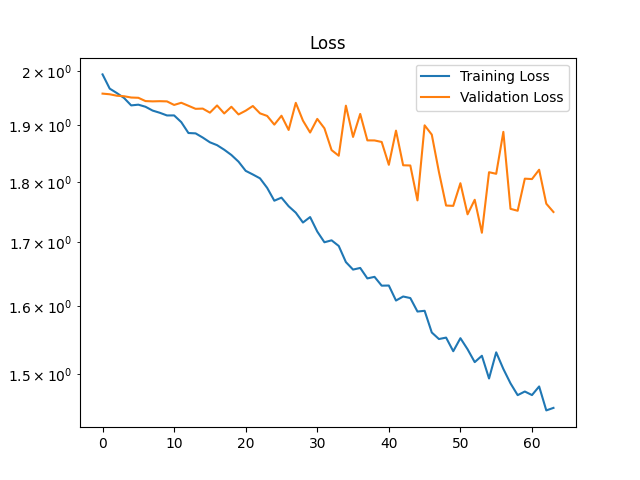 Loss
Training Loss
Validation Loss
2 × 10⁰
1.9 × 10⁰
1.8 × 10⁰
1.7 × 10⁰
1.6 × 10⁰
1.5 × 10⁰
0 10 20 30 40 50 60